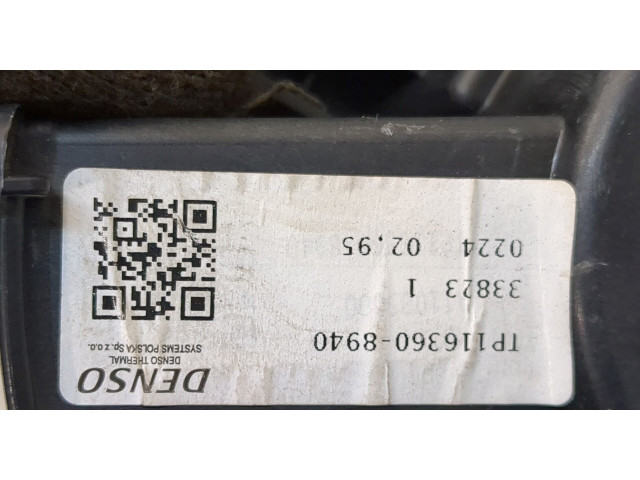 DENSO
DENSO THERMAL
SYSTEMS POLSKA Sp. z o.o.
TP116360-8940
33823 1
0224 02,95